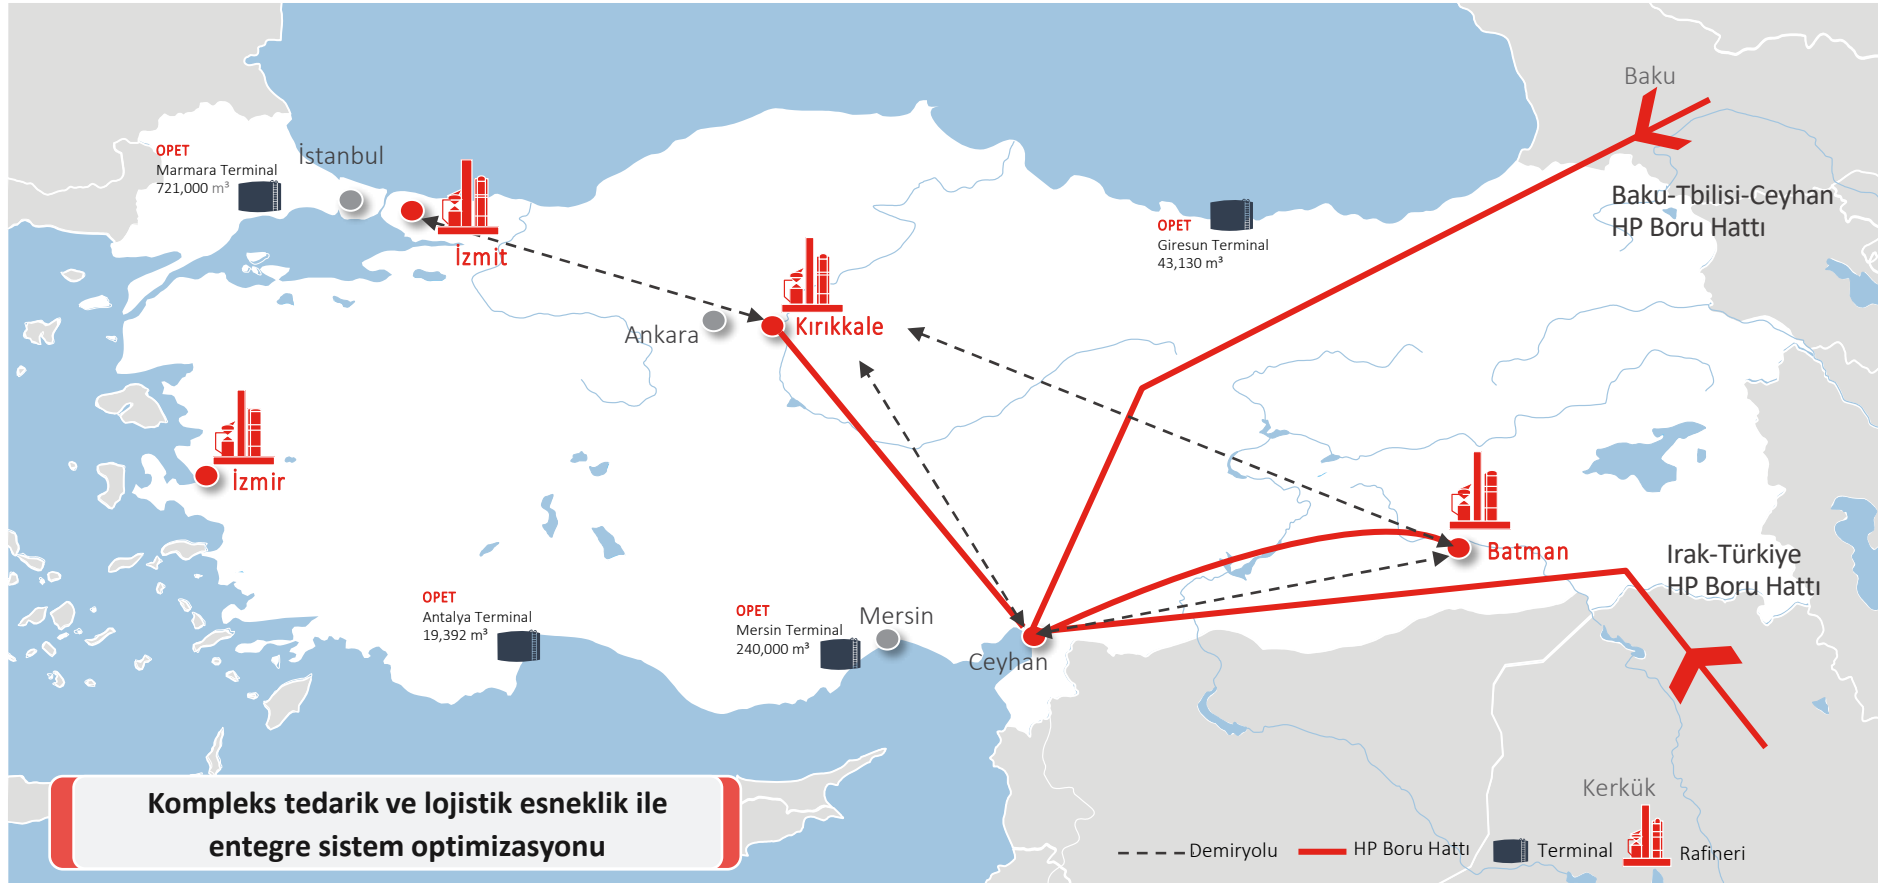 Baku
OPET
Marmara Terminal
721,000 m³
İstanbul
Baku-Tbilisi-Ceyhan
HP Boru Hattı
OPET
Giresun Terminal
43,130 m³
İzmit
Kırıkkale
Ankara
İzmir
Batman
Irak-Türkiye
HP Boru Hattı
OPET
Antalya Terminal
19,392 m³
OPET
Mersin Terminal
240,000 m³
Mersin
Ceyhan
Kerkük
Kompleks tedarik ve lojistik esneklik ile
entegre sistem optimizasyonu
Demiryolu HP Boru Hattı Terminal Rafineri